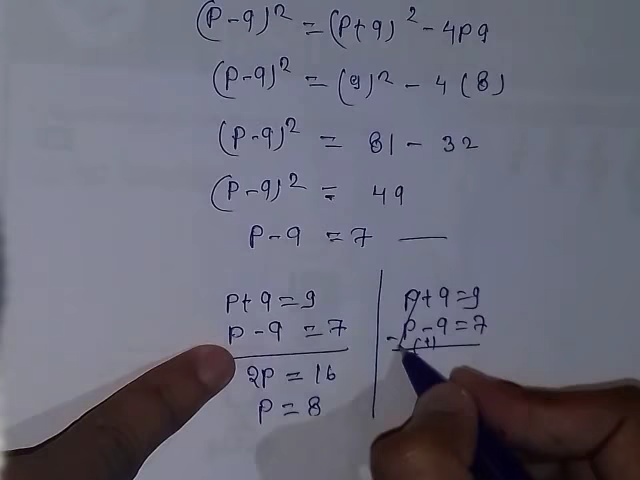 (p-q)² = (p+q)² - 4pq
(p-q)² = (9)² - 4(8)
(p-q)² = 81 - 32
(p-q)² = 49
p-q = 7 —
p+q = 9
p-q = 7
2p = 16
p = 8
p+q = 9
p-q = 7
- (+)